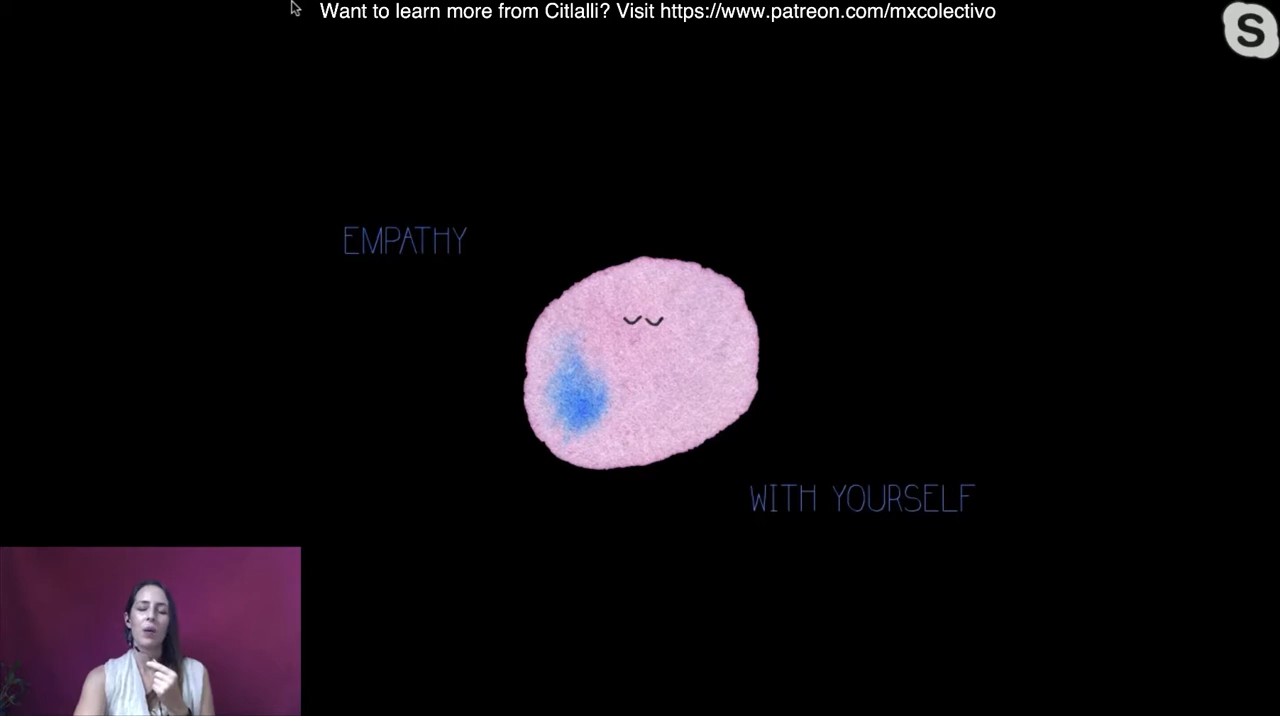 Want to learn more from Citlalli? Visit https://www.patreon.com/mxcolectivo
S
EMPATHY
WITH YOURSELF